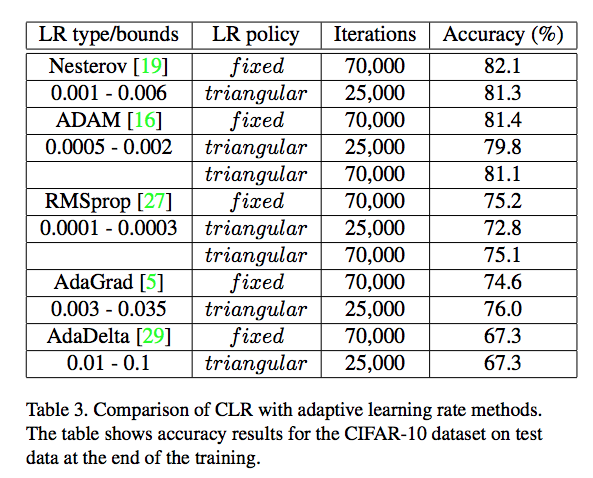 LR type/bounds LR policy Iterations Accuracy (%)
Nesterov [19] fixed 70,000 82.1
0.001 - 0.006 triangular 25,000 81.3
ADAM [16] fixed 70,000 81.4
0.0005 - 0.002 triangular 25,000 79.8
triangular 70,000 81.1
RMSprop [27] fixed 70,000 75.2
0.0001 - 0.0003 triangular 25,000 72.8
triangular 70,000 75.1
AdaGrad [5] fixed 70,000 74.6
0.003 - 0.035 triangular 25,000 76.0
AdaDelta [29] fixed 70,000 67.3
0.01 - 0.1 triangular 25,000 67.3
Table 3. Comparison of CLR with adaptive learning rate methods.
The table shows accuracy results for the CIFAR-10 dataset on test
data at the end of the training.